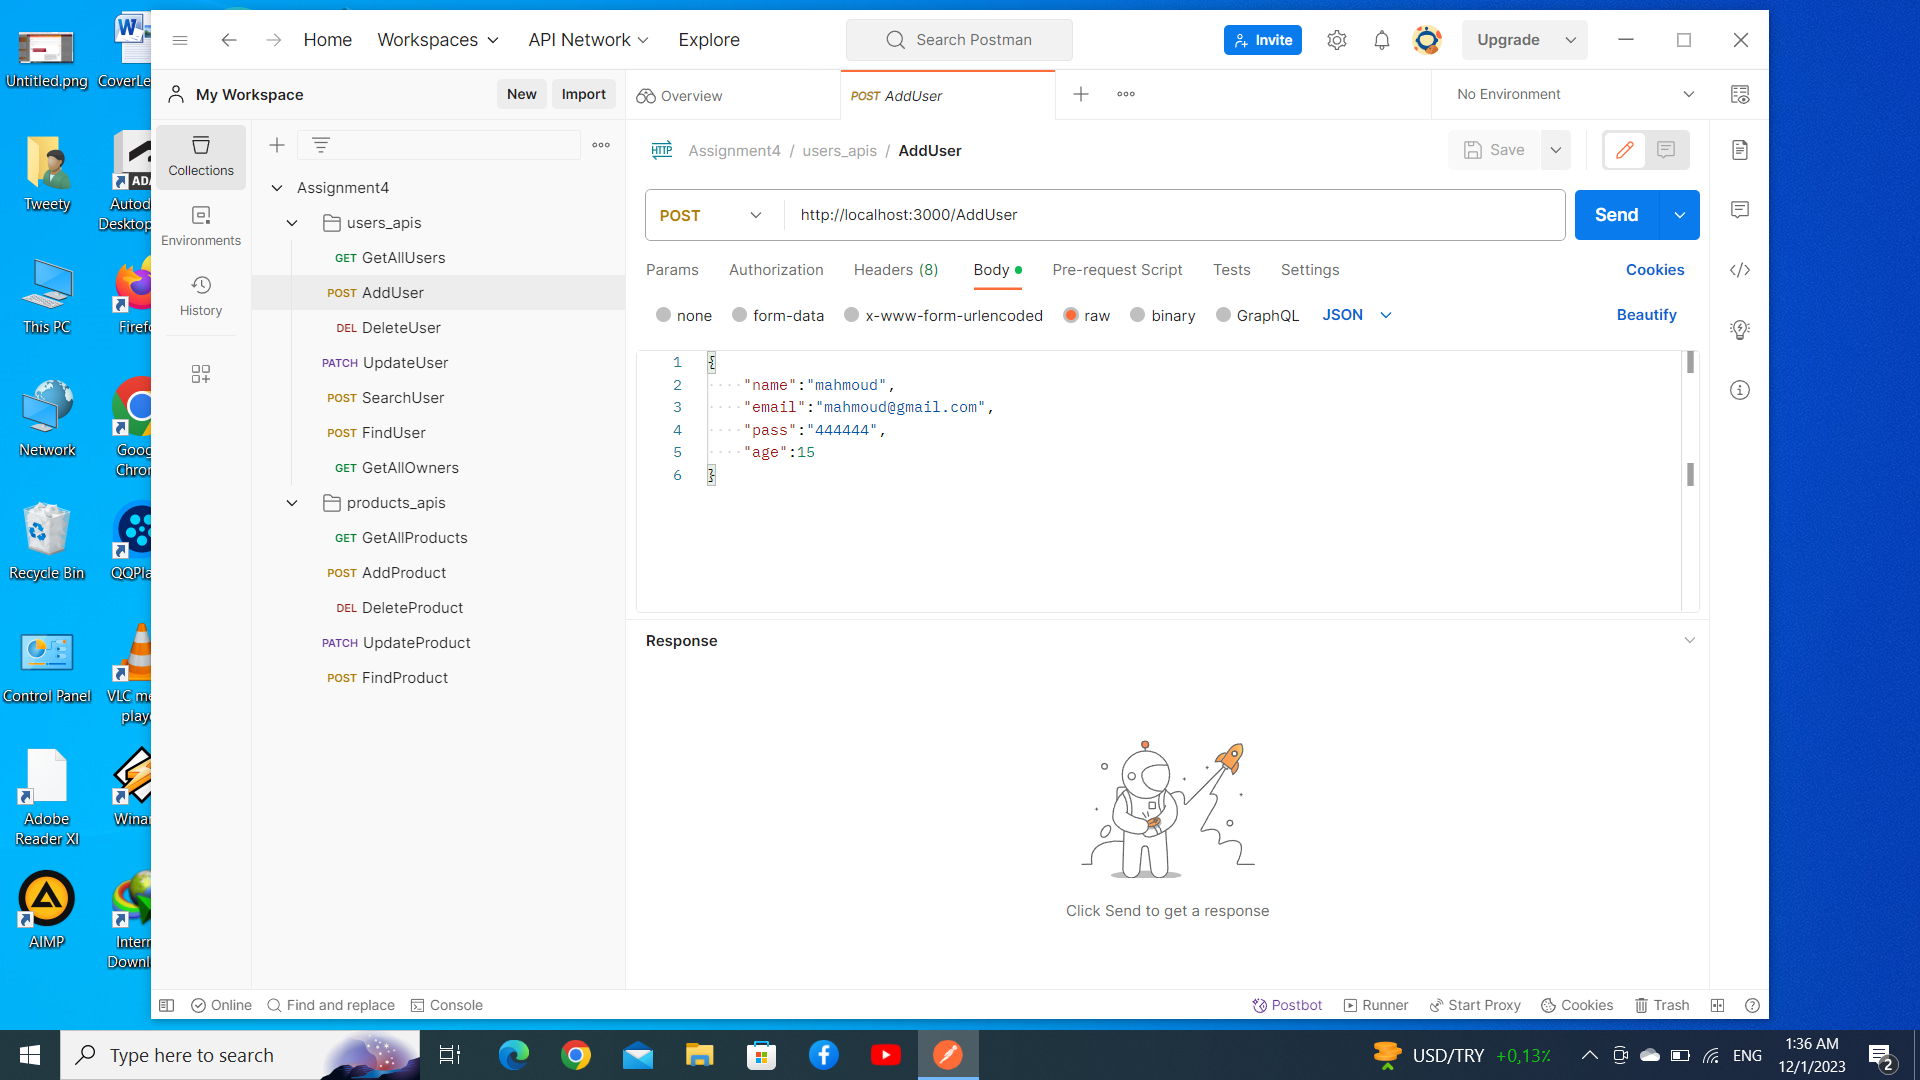 Untitled.png
CoverLe
Tweety
Autod
Desktop
This PC
Firefo
Network
Goog
Chrom
Recycle Bin
QQPla
Control Panel
VLC me
playe
Adobe
Reader XI
Winam
AIMP
Intern
Downl
Home
Workspaces
API Network
Explore
Search Postman
Invite
Upgrade
My Workspace
New
Import
Overview
POST AddUser
No Environment
Collections
Environments
History
Assignment4
users_apis
GET GetAllUsers
POST AddUser
DEL DeleteUser
PATCH UpdateUser
POST SearchUser
POST FindUser
GET GetAllOwners
products_apis
GET GetAllProducts
POST AddProduct
DEL DeleteProduct
PATCH UpdateProduct
POST FindProduct
HTTP Assignment4 / users_apis / AddUser
Save
POST http://localhost:3000/AddUser
Send
Params Authorization Headers (8) Body Pre-request Script Tests Settings Cookies
none form-data x-www-form-urlencoded raw binary GraphQL JSON Beautify
1 {
2 "name":"mahmoud",
3 "email":"mahmoud@gmail.com",
4 "pass":"444444",
5 "age":15
6 }
Response
Click Send to get a response
Online Find and replace Console Postbot Runner Start Proxy Cookies Trash
Type here to search
USD/TRY +0,13%
ENG
1:36 AM
12/1/2023
2